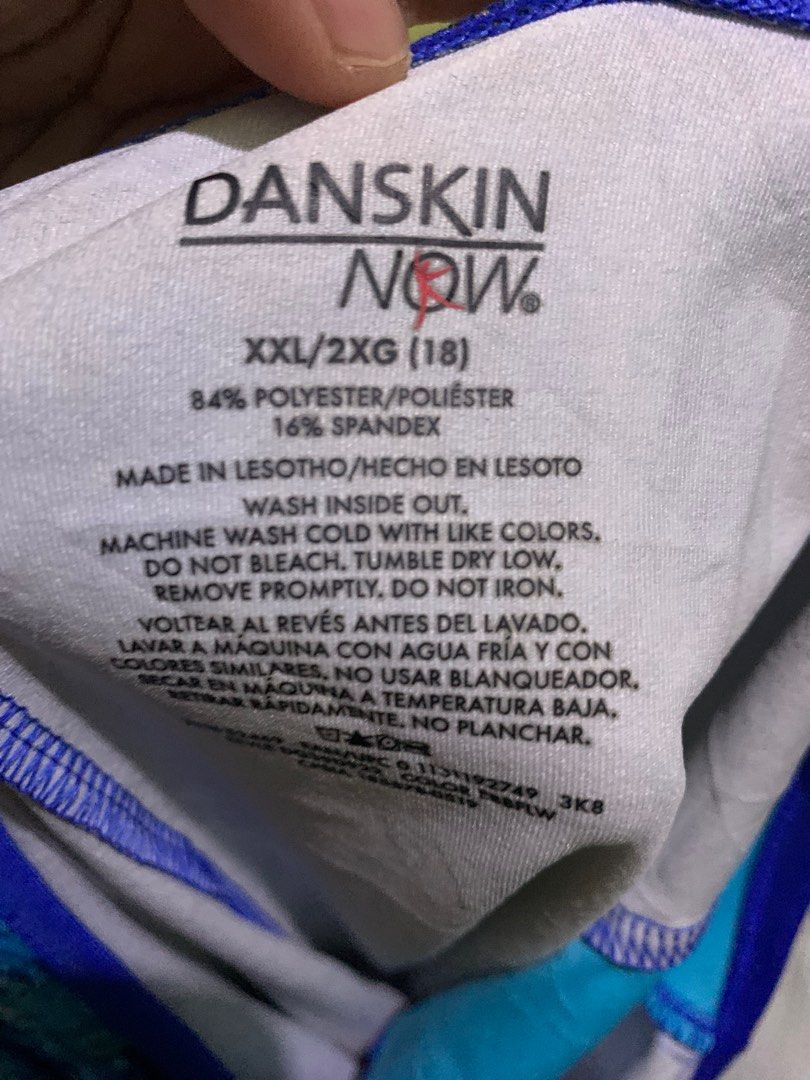 DANSKIN
NOW®
XXL/2XG (18)
84% POLYESTER/POLIÉSTER
16% SPANDEX
MADE IN LESOTHO/HECHO EN LESOTO
WASH INSIDE OUT.
MACHINE WASH COLD WITH LIKE COLORS.
DO NOT BLEACH. TUMBLE DRY LOW.
REMOVE PROMPTLY. DO NOT IRON.
VOLTEAR AL REVÉS ANTES DEL LAVADO.
LAVAR A MÁQUINA CON AGUA FRÍA Y CON
COLORES SIMILARES. NO USAR BLANQUEADOR.
SECAR EN MÁQUINA A TEMPERATURA BAJA.
RETIRAR RÁPIDAMENTE. NO PLANCHAR.
3K8
COLOR